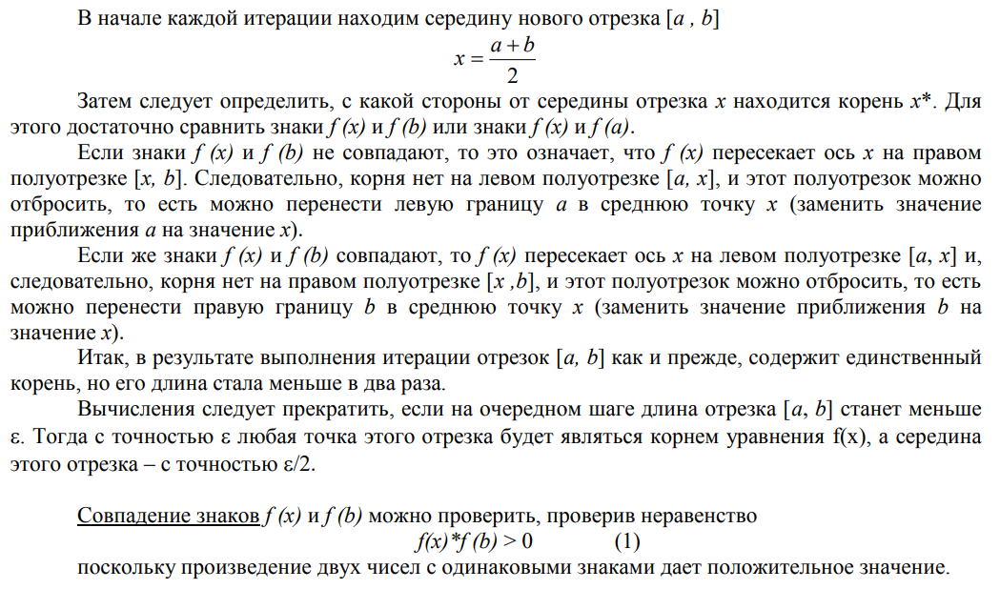 В начале каждой итерации находим середину нового отрезка [a , b]
x = (a + b) / 2
Затем следует определить, с какой стороны от середины отрезка x находится корень x*. Для
этого достаточно сравнить знаки f (x) и f (b) или знаки f (x) и f (a).
Если знаки f (x) и f (b) не совпадают, то это означает, что f (x) пересекает ось x на правом
полуотрезке [x, b]. Следовательно, корня нет на левом полуотрезке [a, x], и этот полуотрезок можно
отбросить, то есть можно перенести левую границу a в среднюю точку x (заменить значение
приближения a на значение x).
Если же знаки f (x) и f (b) совпадают, то f (x) пересекает ось x на левом полуотрезке [a, x] и,
следовательно, корня нет на правом полуотрезке [x ,b], и этот полуотрезок можно отбросить, то есть
можно перенести правую границу b в среднюю точку x (заменить значение приближения b на
значение x).
Итак, в результате выполнения итерации отрезок [a, b] как и прежде, содержит единственный
корень, но его длина стала меньше в два раза.
Вычисления следует прекратить, если на очередном шаге длина отрезка [a, b] станет меньше
ε. Тогда с точностью ε любая точка этого отрезка будет являться корнем уравнения f(x), а середина
этого отрезка – с точностью ε/2.
Совпадение знаков f (x) и f (b) можно проверить, проверив неравенство
f(x)*f (b) > 0 (1)
поскольку произведение двух чисел с одинаковыми знаками дает положительное значение.